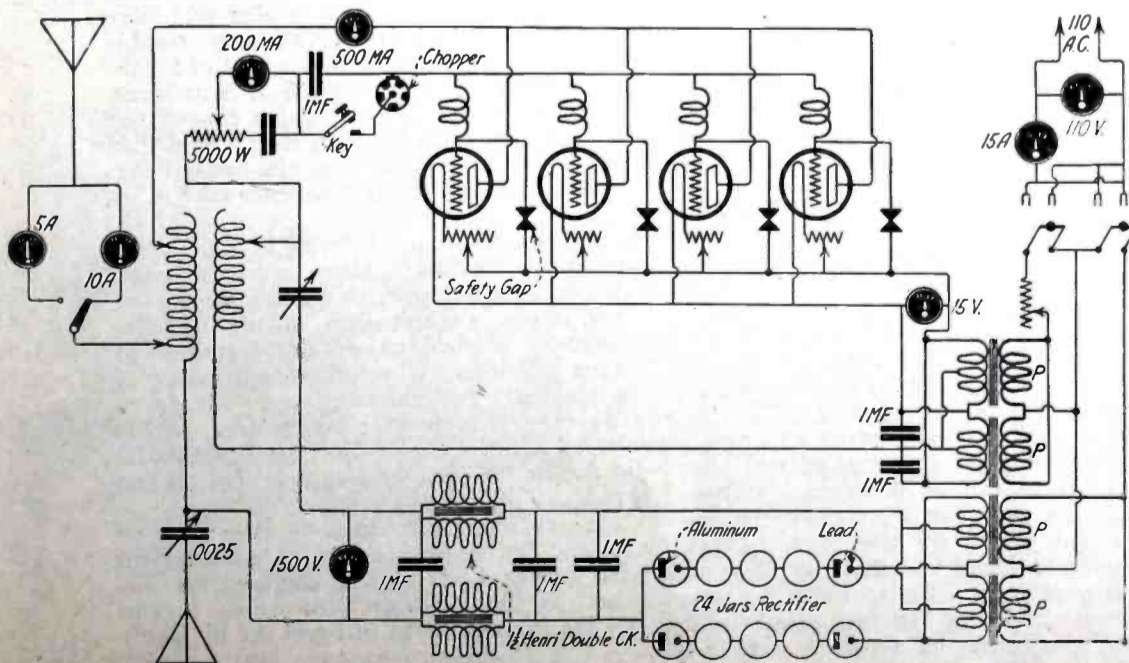 200 MA
500 MA
Chopper
110
A.C.
1MF
110 V.
15A
5000 W
Key
5A
10A
Safety Gap
15 V.
P
1MF
P
1MF
.0025
Aluminum
Lead
P
1500 V.
1MF
1MF
1MF
24 Jars Rectifier
P
1½ Henri Double CK.